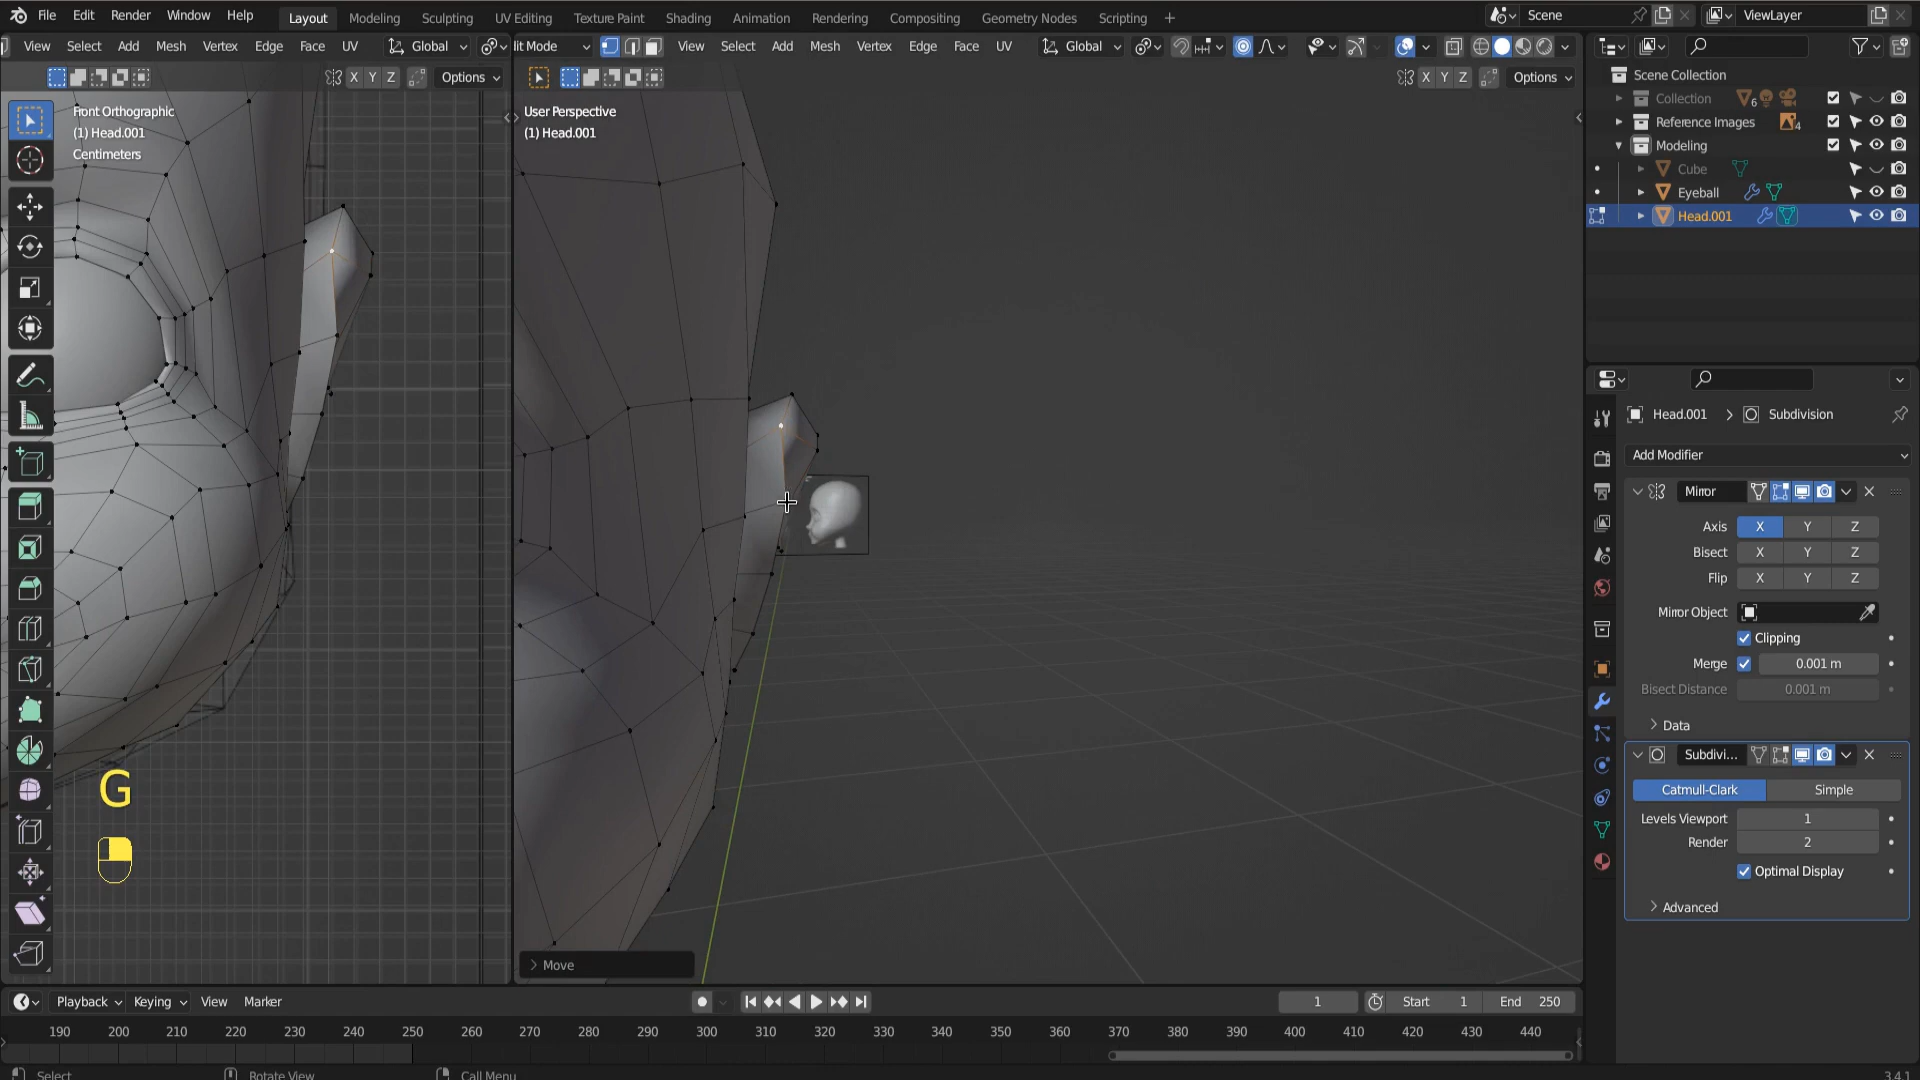 File Edit Render Window Help Layout Modeling Sculpting UV Editing Texture Paint Shading Animation Rendering Compositing Geometry Nodes Scripting + Scene ViewLayer
View Select Add Mesh Vertex Edge Face UV Global lit Mode View Select Add Mesh Vertex Edge Face UV Global
X Y Z Options X Y Z Options
Front Orthographic
(1) Head.001
Centimeters
User Perspective
(1) Head.001
Scene Collection
Collection 6
Reference Images 4
Modeling
Cube
Eyeball
Head.001
Head.001 > Subdivision
Add Modifier
Mirror
Axis X Y Z
Bisect X Y Z
Flip X Y Z
Mirror Object
Clipping
Merge 0.001 m
Bisect Distance 0.001 m
> Data
Subdivi...
Catmull-Clark Simple
Levels Viewport 1
Render 2
Optimal Display
> Advanced
G
> Move
Playback Keying View Marker 1 Start 1 End 250
190 200 210 220 230 240 250 260 270 280 290 300 310 320 330 340 350 360 370 380 390 400 410 420 430 440
Select Rotate View Call Menu 3.4.1